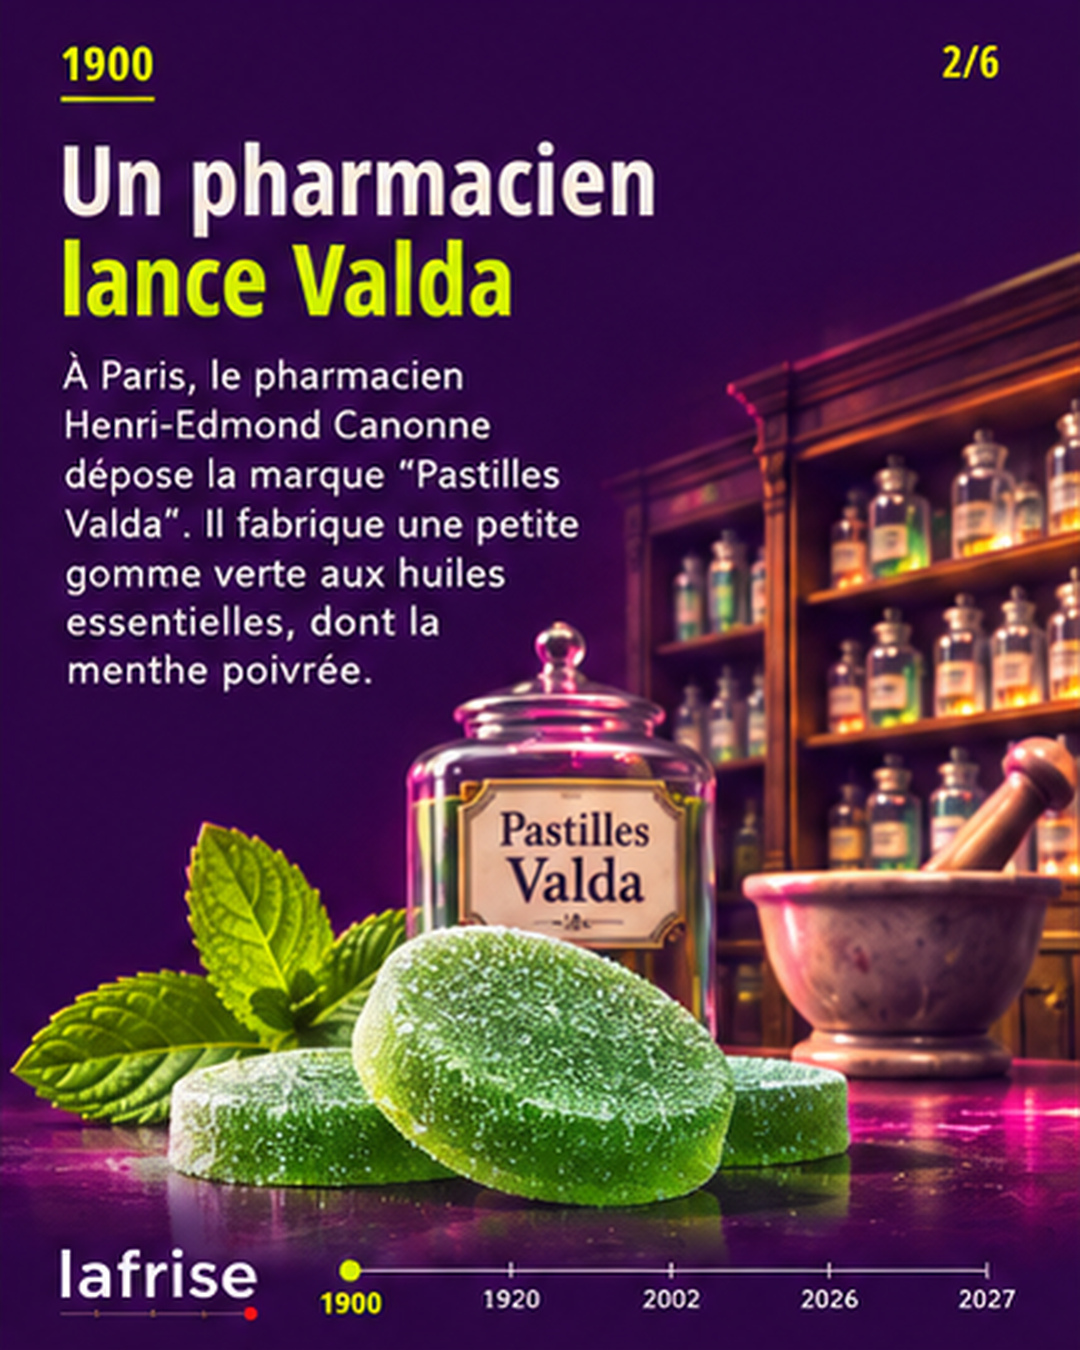 1900
2/6
Un pharmacien
lance Valda
À Paris, le pharmacien
Henri-Edmond Canonne
dépose la marque “Pastilles
Valda”. Il fabrique une petite
gomme verte aux huiles
essentielles, dont la
menthe poivrée.
Pastilles
Valda
lafrise
1900
1920
2002
2026
2027